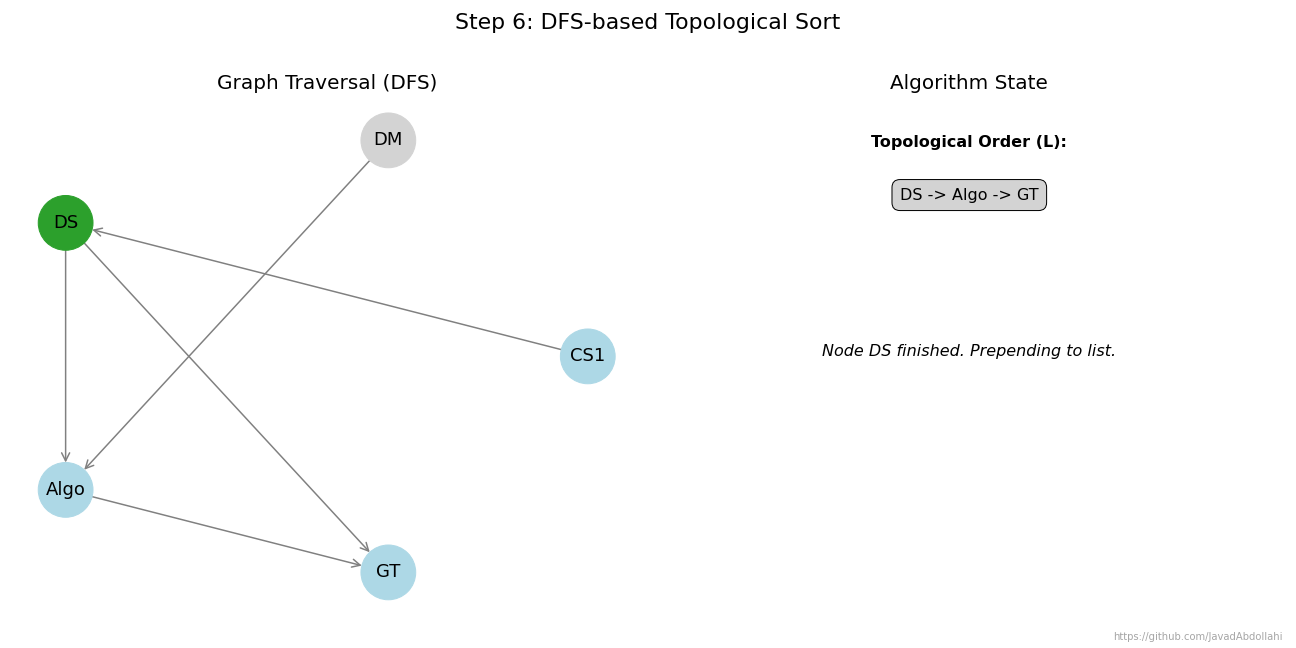 Step 6: DFS-based Topological Sort
Graph Traversal (DFS)
DM
DS
CS1
Algo
GT
Algorithm State
Topological Order (L):
DS -> Algo -> GT
Node DS finished. Prepending to list.
https://github.com/JavadAbdollahi